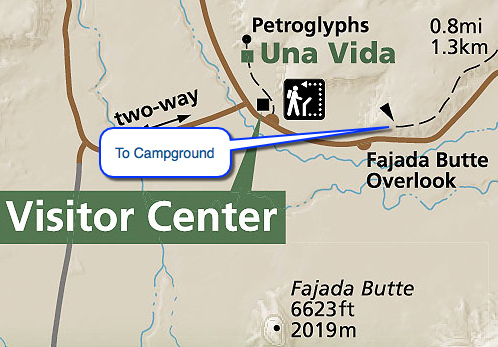 Petroglyphs
Una Vida
0.8mi
1.3km
two-way
To Campground
Fajada Butte
Overlook
Visitor Center
Fajada Butte
6623ft
2019m